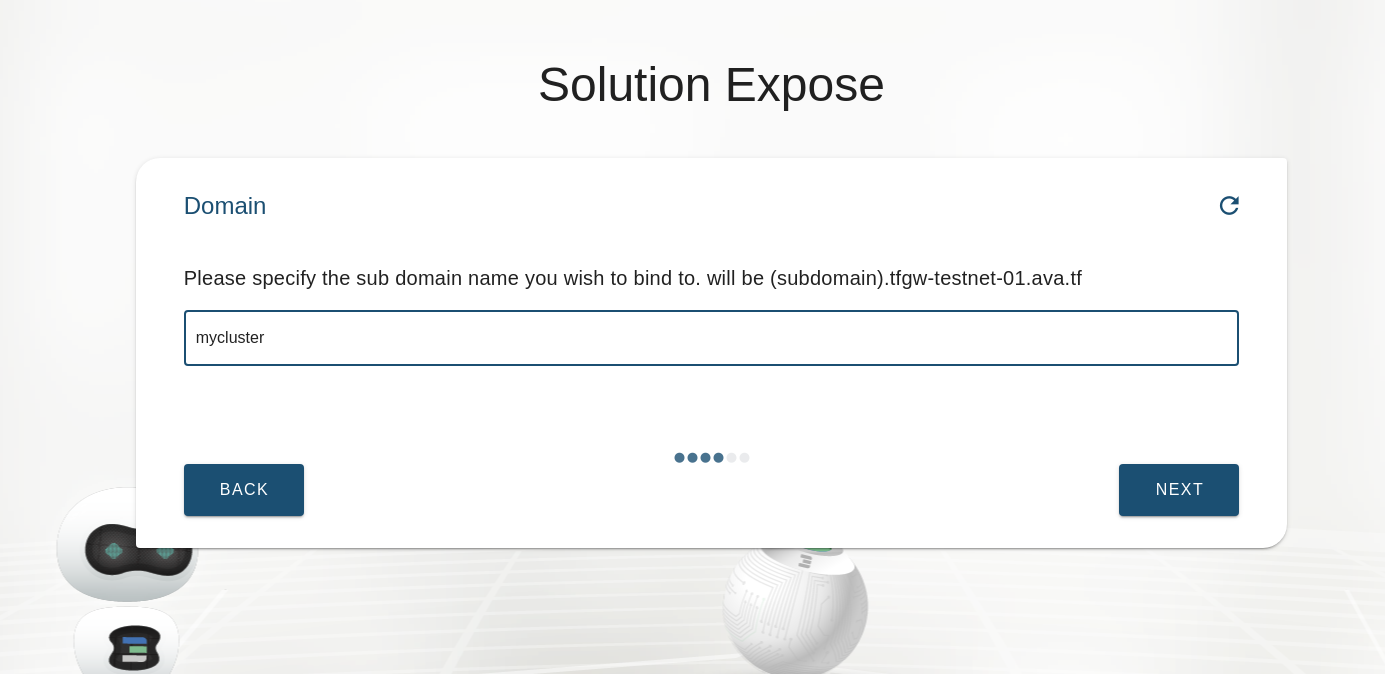 Solution Expose
Domain
Please specify the sub domain name you wish to bind to. will be (subdomain).tfgw-testnet-01.ava.tf
mycluster
BACK
NEXT